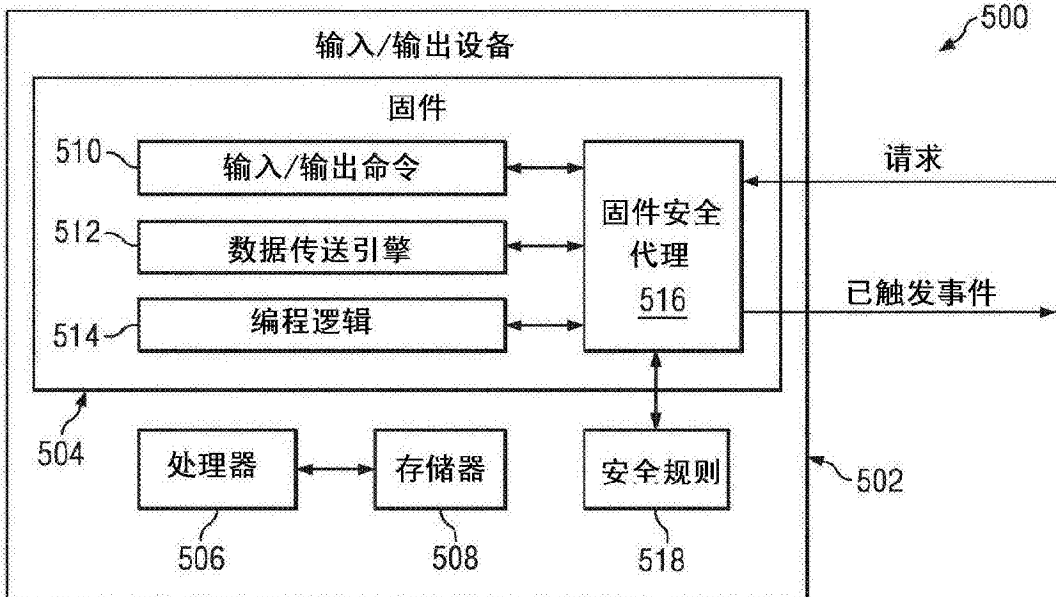 500
输入/输出设备
固件
510
输入/输出命令
512
数据传送引擎
514
编程逻辑
固件安全
代理
516
请求
已触发事件
504
处理器
存储器
安全规则
502
506
508
518